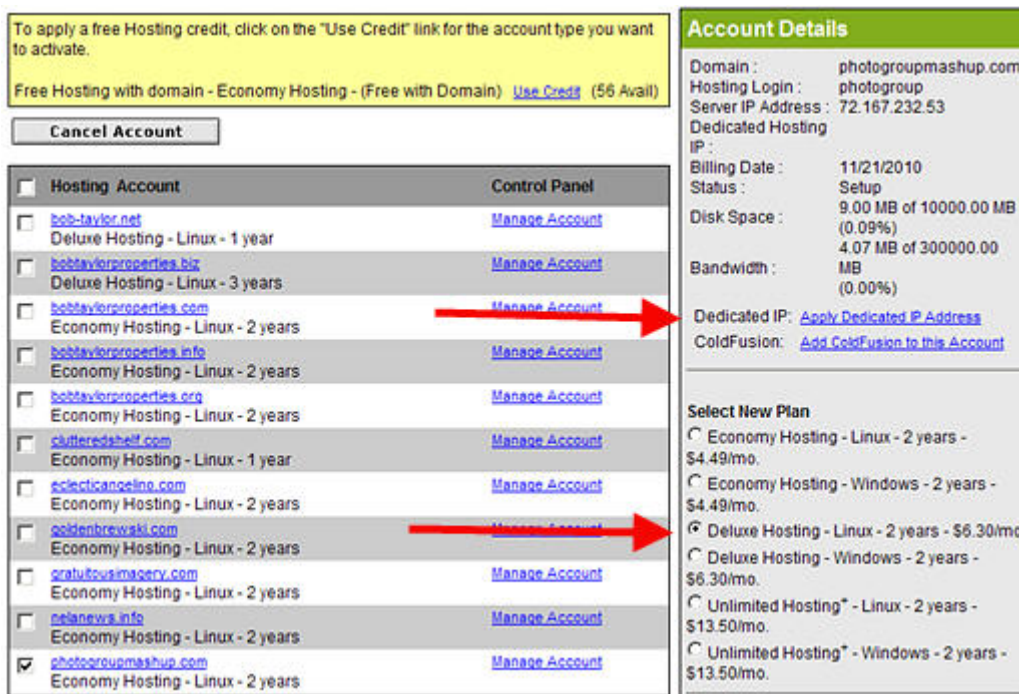 To apply a free Hosting credit, click on the "Use Credit" link for the account type you want
to activate.
Free Hosting with domain - Economy Hosting - (Free with Domain) Use Credit (56 Avail)
Cancel Account
Hosting Account Control Panel
bob-taylor.net Manage Account
Deluxe Hosting - Linux - 1 year
bobtaylorproperties.biz Manage Account
Deluxe Hosting - Linux - 3 years
bobtaylorproperties.com Manage Account
Economy Hosting - Linux - 2 years
bobtaylorproperties.info Manage Account
Economy Hosting - Linux - 2 years
bobtaylorproperties.org Manage Account
Economy Hosting - Linux - 2 years
clutteredshelf.com Manage Account
Economy Hosting - Linux - 1 year
eclecticangelino.com Manage Account
Economy Hosting - Linux - 2 years
goldenbrewski.com Manage Account
Economy Hosting - Linux - 2 years
gratuitousimagery.com Manage Account
Economy Hosting - Linux - 2 years
nelanews.info Manage Account
Economy Hosting - Linux - 2 years
photogroupmashup.com Manage Account
Economy Hosting - Linux - 2 years
Account Details
Domain : photogroupmashup.com
Hosting Login : photogroup
Server IP Address : 72.167.232.53
Dedicated Hosting
IP :
Billing Date : 11/21/2010
Status : Setup
Disk Space : 9.00 MB of 10000.00 MB
(0.09%)
Bandwidth : 4.07 MB of 300000.00
MB
(0.00%)
Dedicated IP: Apply Dedicated IP Address
ColdFusion: Add ColdFusion to this Account
Select New Plan
Economy Hosting - Linux - 2 years -
$4.49/mo.
Economy Hosting - Windows - 2 years -
$4.49/mo.
Deluxe Hosting - Linux - 2 years - $6.30/mo
Deluxe Hosting - Windows - 2 years -
$6.30/mo.
Unlimited Hosting* - Linux - 2 years -
$13.50/mo.
Unlimited Hosting* - Windows - 2 years -
$13.50/mo.